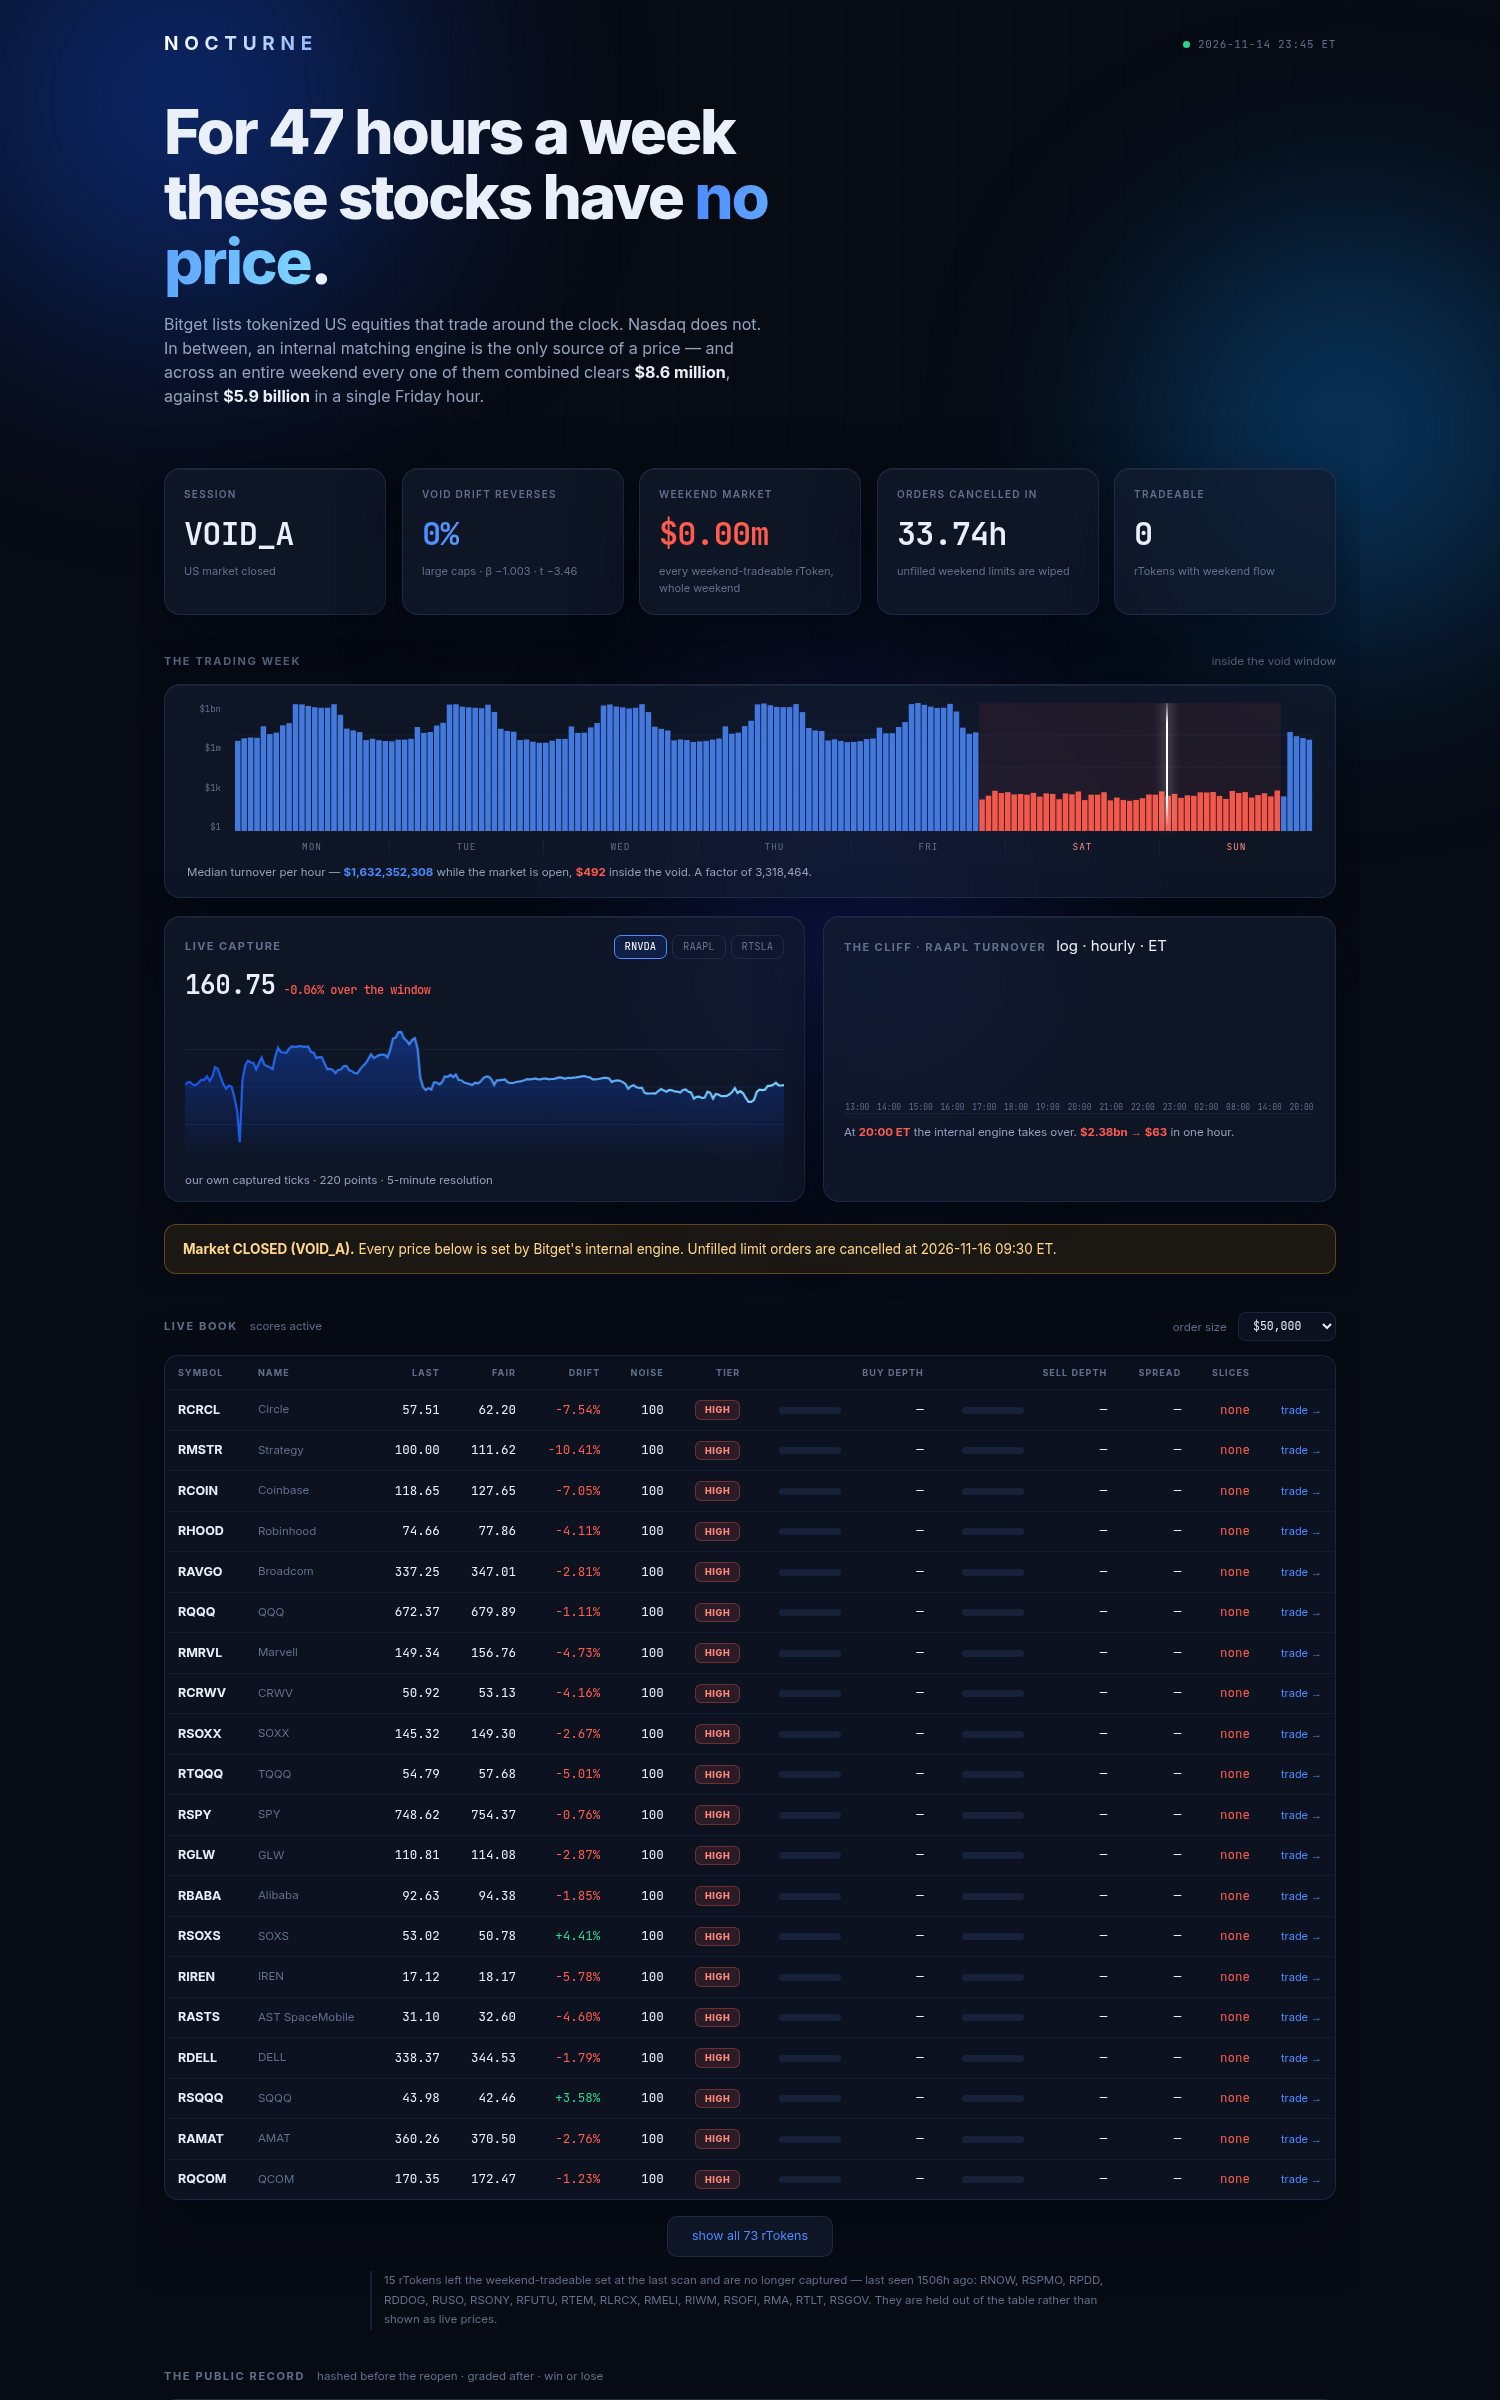 NOCTURNE
2026-11-14 23:45 ET
For 47 hours a week
these stocks have no
price.
Bitget lists tokenized US equities that trade around the clock. Nasdaq does not.
In between, an internal matching engine is the only source of a price — and
across an entire weekend every one of them combined clears $8.6 million,
against $5.9 billion in a single Friday hour.
SESSION
VOID_A
US market closed
VOID DRIFT REVERSES
0%
large caps · β −1.003 · t −3.46
WEEKEND MARKET
$0.00m
every weekend-tradeable rToken,
whole weekend
ORDERS CANCELLED IN
33.74h
unfilled weekend limits are wiped
TRADEABLE
0
rTokens with weekend flow
THE TRADING WEEK
inside the void window
$1bn
$1m
$1k
$1
MON TUE WED THU FRI SAT SUN
Median turnover per hour — $1,632,352,308 while the market is open, $492 inside the void. A factor of 3,318,464.
LIVE CAPTURE
RNVDA RAAPL RTSLA
160.75 -0.06% over the window
our own captured ticks · 220 points · 5-minute resolution
THE CLIFF · RAAPL TURNOVER log · hourly · ET
13:00 14:00 15:00 16:00 17:00 18:00 19:00 20:00 21:00 22:00 23:00 02:00 08:00 14:00 20:00
At 20:00 ET the internal engine takes over. $2.38bn → $63 in one hour.
Market CLOSED (VOID_A). Every price below is set by Bitget's internal engine. Unfilled limit orders are cancelled at 2026-11-16 09:30 ET.
LIVE BOOK scores active
order size $50,000
SYMBOL NAME LAST FAIR DRIFT NOISE TIER BUY DEPTH SELL DEPTH SPREAD SLICES
RCRCL Circle 57.51 62.20 -7.54% 100 HIGH — — — none trade →
RMSTR Strategy 100.00 111.62 -10.41% 100 HIGH — — — none trade →
RCOIN Coinbase 118.65 127.65 -7.05% 100 HIGH — — — none trade →
RHOOD Robinhood 74.66 77.86 -4.11% 100 HIGH — — — none trade →
RAVGO Broadcom 337.25 347.01 -2.81% 100 HIGH — — — none trade →
RQQQ QQQ 672.37 679.89 -1.11% 100 HIGH — — — none trade →
RMRVL Marvell 149.34 156.76 -4.73% 100 HIGH — — — none trade →
RCRWV CRWV 50.92 53.13 -4.16% 100 HIGH — — — none trade →
RSOXX SOXX 145.32 149.30 -2.67% 100 HIGH — — — none trade →
RTQQQ TQQQ 54.79 57.68 -5.01% 100 HIGH — — — none trade →
RSPY SPY 748.62 754.37 -0.76% 100 HIGH — — — none trade →
RGLW GLW 110.81 114.08 -2.87% 100 HIGH — — — none trade →
RBABA Alibaba 92.63 94.38 -1.85% 100 HIGH — — — none trade →
RSOXS SOXS 53.02 50.78 +4.41% 100 HIGH — — — none trade →
RIREN IREN 17.12 18.17 -5.78% 100 HIGH — — — none trade →
RASTS AST SpaceMobile 31.10 32.60 -4.60% 100 HIGH — — — none trade →
RDELL DELL 338.37 344.53 -1.79% 100 HIGH — — — none trade →
RSQQQ SQQQ 43.98 42.46 +3.58% 100 HIGH — — — none trade →
RAMAT AMAT 360.26 370.50 -2.76% 100 HIGH — — — none trade →
RQCOM QCOM 170.35 172.47 -1.23% 100 HIGH — — — none trade →
show all 73 rTokens
15 rTokens left the weekend-tradeable set at the last scan and are no longer captured — last seen 1506h ago: RNOW, RSPMO, RPDD,
RDDOG, RUSO, RSONY, RFUTU, RTEM, RLRCX, RMELI, RIWM, RSOFI, RMA, RTLT, RSGOV. They are held out of the table rather than
shown as live prices.
THE PUBLIC RECORD hashed before the reopen · graded after · win or lose